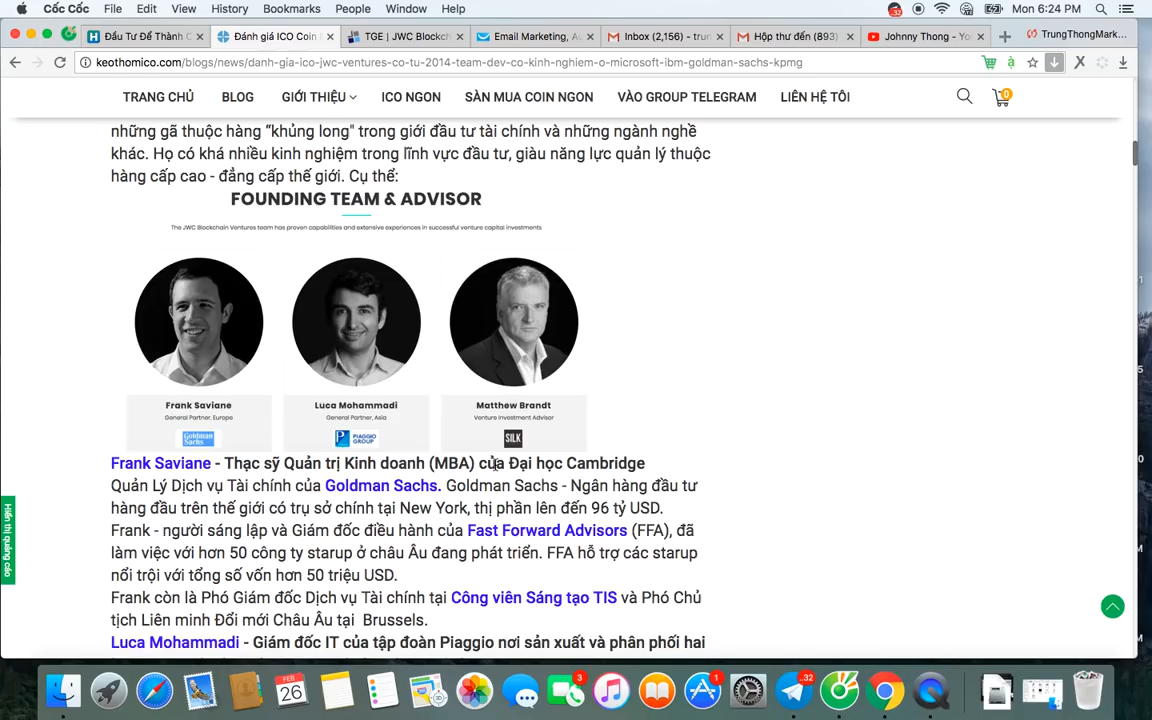 Cốc Cốc File Edit View History Bookmarks People Window Help
32
Mon 6:24 PM
Đầu Tư Để Thành C
Đánh giá ICO Coin
TGE | JWC Blockch
Email Marketing, Au
Inbox (2,156) - trun
Hộp thư đến (893)
Johnny Thong - Yo
TrungThongMark...
keothomico.com/blogs/news/danh-gia-ico-jwc-ventures-co-tu-2014-team-dev-co-kinh-nghiem-o-microsoft-ibm-goldman-sachs-kpmg
TRANG CHỦ BLOG GIỚI THIỆU ICO NGON SÀN MUA COIN NGON VÀO GROUP TELEGRAM LIÊN HỆ TÔI
0
những gã thuộc hàng “khủng long" trong giới đầu tư tài chính và những ngành nghề
khác. Họ có khá nhiều kinh nghiệm trong lĩnh vực đầu tư, giàu năng lực quản lý thuộc
hàng cấp cao - đẳng cấp thế giới. Cụ thể:
FOUNDING TEAM & ADVISOR
The JWC Blockchain Ventures team has proven capabilities and extensive experiences in successful venture capital investments
Frank Saviane
General Partner, Europe
Goldman
Sachs
Luca Mohammadi
General Partner, Asia
PIAGGIO
GROUP
Matthew Brandt
Venture Investment Advisor
SILK
Frank Saviane - Thạc sỹ Quản trị Kinh doanh (MBA) của Đại học Cambridge
Quản Lý Dịch vụ Tài chính của Goldman Sachs. Goldman Sachs - Ngân hàng đầu tư
hàng đầu trên thế giới có trụ sở chính tại New York, thị phần lên đến 96 tỷ USD.
Frank - người sáng lập và Giám đốc điều hành của Fast Forward Advisors (FFA), đã
làm việc với hơn 50 công ty starup ở châu Âu đang phát triển. FFA hỗ trợ các starup
nổi trội với tổng số vốn hơn 50 triệu USD.
Frank còn là Phó Giám đốc Dịch vụ Tài chính tại Công viên Sáng tạo TIS và Phó Chủ
tịch Liên minh Đổi mới Châu Âu tại Brussels.
Luca Mohammadi - Giám đốc IT của tập đoàn Piaggio nơi sản xuất và phân phối hai
Hiển thị quảng cáo
FEB
26
3
1
32